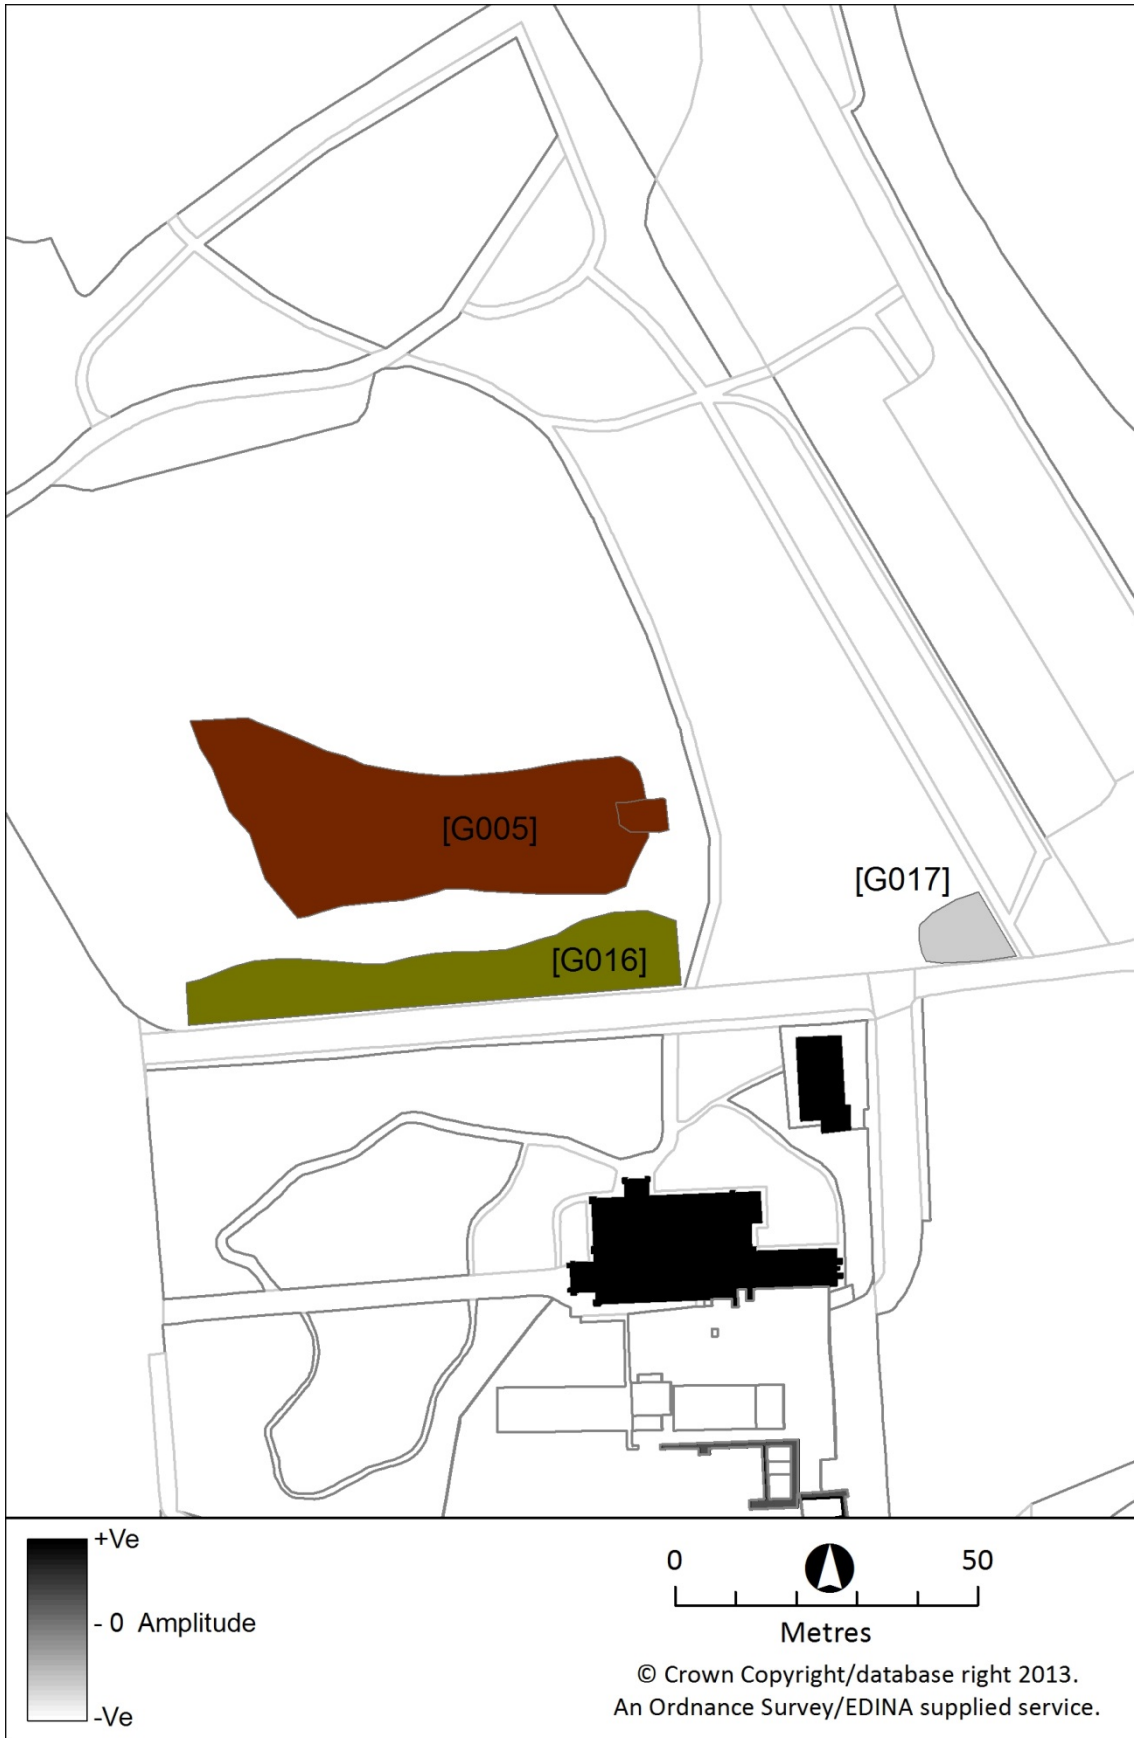 [G005]
[G017]
[G016]
+Ve
- 0 Amplitude
-Ve
0 50
Metres
© Crown Copyright/database right 2013.
An Ordnance Survey/EDINA supplied service.